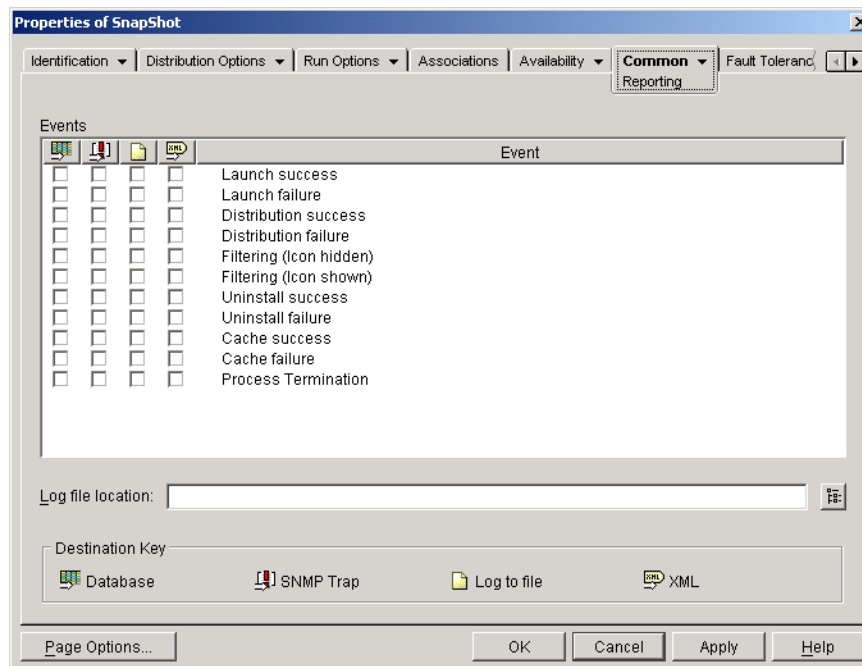 Properties of SnapShot
Identification Distribution Options Run Options Associations Availability Common
Reporting
Events
Event
Launch success
Launch failure
Distribution success
Distribution failure
Filtering (Icon hidden)
Filtering (Icon shown)
Uninstall success
Uninstall failure
Cache success
Cache failure
Process Termination
Log file location:
Destination Key
Database SNMP Trap Log to file XML
Page Options... OK Cancel Apply Help